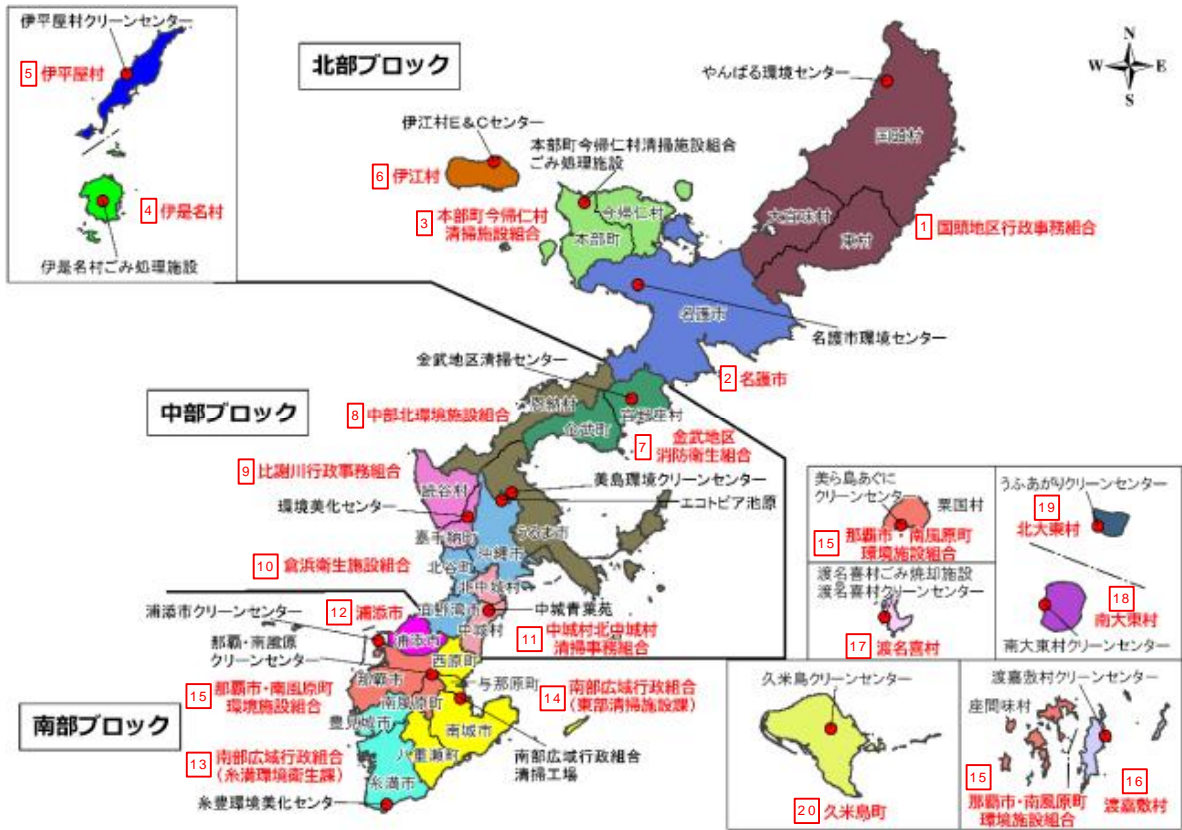 伊平屋村クリーンセンター
5 伊平屋村
4 伊是名村
伊是名村ごみ処理施設
北部ブロック
伊江村E&Cセンター
6 伊江村
本部町今帰仁村清掃施設組合
ごみ処理施設
3 本部町今帰仁村
清掃施設組合
今帰仁村
本部町
やんばる環境センター
国頭村
大宜味村
東村
1 国頭地区行政事務組合
N
W E
S
名護市
名護市環境センター
2 名護市
金武地区清掃センター
中部ブロック
8 中部北環境施設組合
恩納村
宜野座村
金武町
7 金武地区
消防衛生組合
9 比謝川行政事務組合
読谷村
美島環境クリーンセンター
エコトピア池原
環境美化センター
嘉手納町
うるま市
沖縄市
10 倉浜衛生施設組合
北谷町
北中城村
宜野湾市
中城青葉苑
中城村
11 中城村北中城村
清掃事務組合
浦添市クリーンセンター
12 浦添市
浦添市
那覇・南風原
クリーンセンター
西原町
那覇市
与那原町
15 那覇市・南風原町
環境施設組合
南風原町
14 南部広域行政組合
(東部清掃施設課)
南部ブロック
豊見城市
南城市
八重瀬町
南部広域行政組合
清掃工場
13 南部広域行政組合
(糸満環境衛生課)
糸満市
糸豊環境美化センター
美ら島あぐに
クリーンセンター
粟国村
15 那覇市・南風原町
環境施設組合
渡名喜村ごみ焼却施設
渡名喜村クリーンセンター
17 渡名喜村
うふあがりクリーンセンター
19
北大東村
18
南大東村
南大東村クリーンセンター
久米島クリーンセンター
20 久米島町
渡嘉敷村クリーンセンター
座間味村
15
那覇市・南風原町
環境施設組合
16
渡嘉敷村